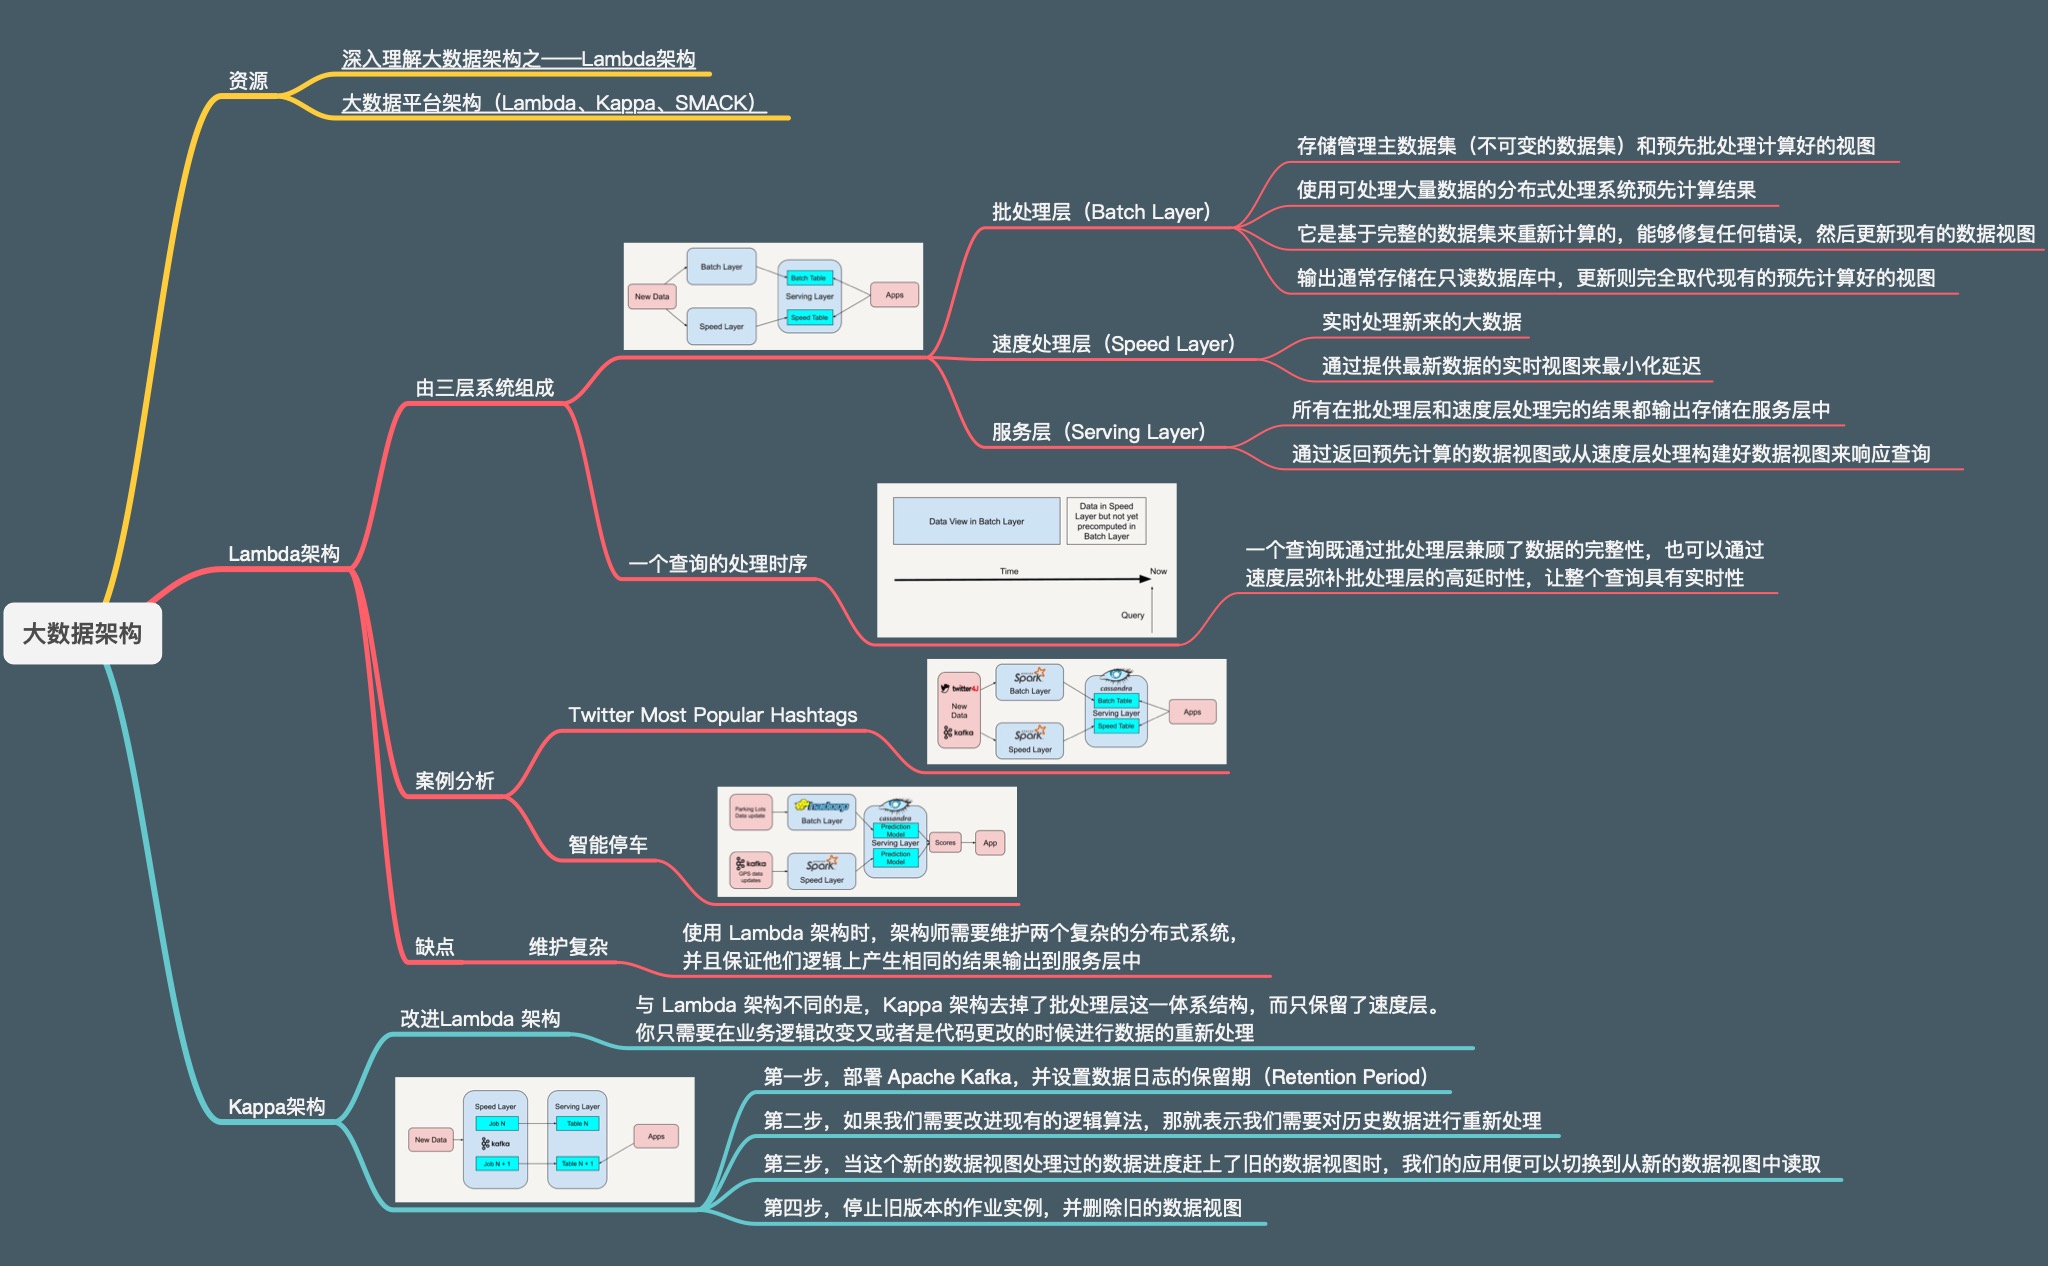 大数据架构
资源
深入理解大数据架构之——Lambda架构
大数据平台架构（Lambda、Kappa、SMACK）
Lambda架构
由三层系统组成
New Data
Batch Layer
Speed Layer
Batch Table
Serving Layer
Speed Table
Apps
批处理层（Batch Layer）
存储管理主数据集（不可变的数据集）和预先批处理计算好的视图
使用可处理大量数据的分布式处理系统预先计算结果
它是基于完整的数据集来重新计算的，能够修复任何错误，然后更新现有的数据视图
输出通常存储在只读数据库中，更新则完全取代现有的预先计算好的视图
速度处理层（Speed Layer）
实时处理新来的大数据
通过提供最新数据的实时视图来最小化延迟
服务层（Serving Layer）
所有在批处理层和速度层处理完的结果都输出存储在服务层中
通过返回预先计算的数据视图或从速度层处理构建好数据视图来响应查询
一个查询的处理时序
Data View in Batch Layer
Data in Speed
Layer but not yet
precomputed in
Batch Layer
Time
Now
Query
一个查询既通过批处理层兼顾了数据的完整性，也可以通过
速度层弥补批处理层的高延时性，让整个查询具有实时性
案例分析
Twitter Most Popular Hashtags
twitter4J
New
Data
kafka
Spark
Batch Layer
Spark
Speed Layer
cassandra
Batch Table
Serving Layer
Speed Table
Apps
智能停车
Parking Lots
Data update
kafka
GPS data
updates
hadoop
Batch Layer
Spark
Speed Layer
cassandra
Prediction
Model
Serving Layer
Prediction
Model
Scores
App
缺点
维护复杂
使用 Lambda 架构时，架构师需要维护两个复杂的分布式系统，
并且保证他们逻辑上产生相同的结果输出到服务层中
Kappa架构
改进Lambda 架构
与 Lambda 架构不同的是，Kappa 架构去掉了批处理层这一体系结构，而只保留了速度层。
你只需要在业务逻辑改变又或者是代码更改的时候进行数据的重新处理
New Data
Speed Layer
Job N
kafka
Job N + 1
Serving Layer
Table N
Table N + 1
Apps
第一步，部署 Apache Kafka，并设置数据日志的保留期（Retention Period）
第二步，如果我们需要改进现有的逻辑算法，那就表示我们需要对历史数据进行重新处理
第三步，当这个新的数据视图处理过的数据进度赶上了旧的数据视图时，我们的应用便可以切换到从新的数据视图中读取
第四步，停止旧版本的作业实例，并删除旧的数据视图